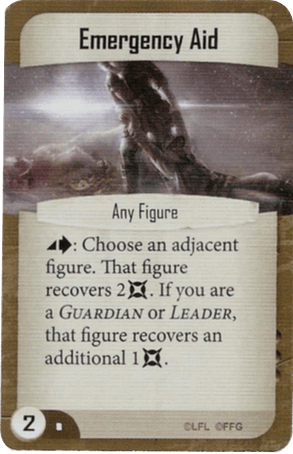 Emergency Aid
Any Figure
: Choose an adjacent
figure. That figure
recovers 2. If you are
a GUARDIAN or LEADER,
that figure recovers an
additional 1.
2
©LFL ©FFG